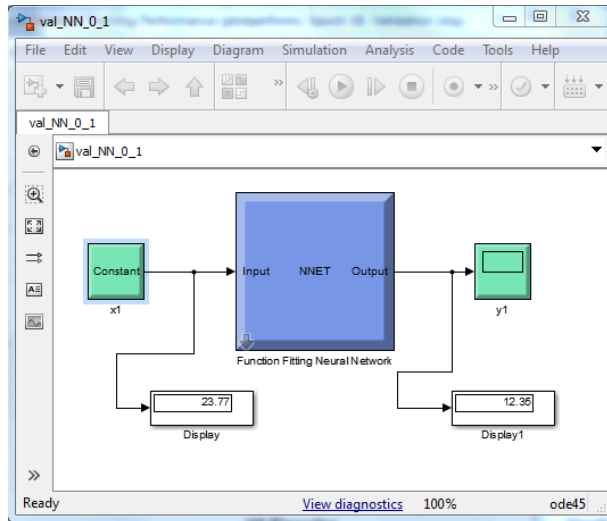 val_NN_0_1
File Edit View Display Diagram Simulation Analysis Code Tools Help
val_NN_0_1
val_NN_0_1
Constant
x1
Input NNET Output
Function Fitting Neural Network
y1
23.77
Display
12.35
Display1
Ready View diagnostics 100% ode45